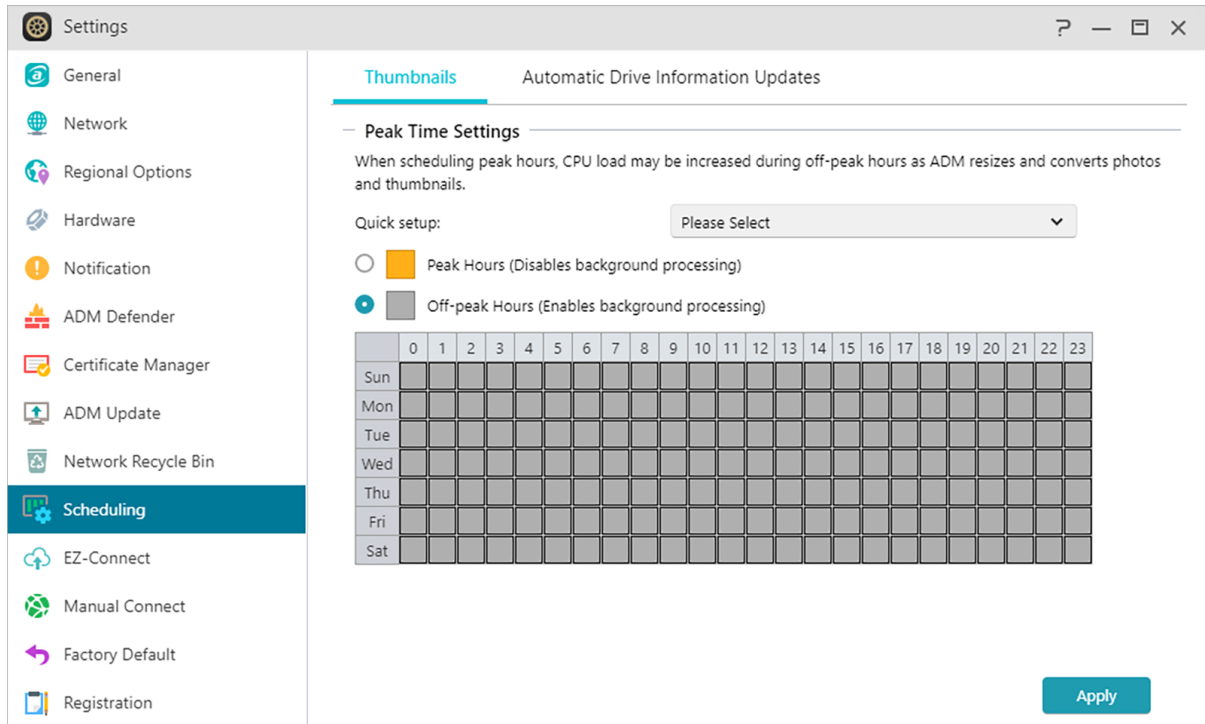 Settings
General
Network
Regional Options
Hardware
Notification
ADM Defender
Certificate Manager
ADM Update
Network Recycle Bin
Scheduling
EZ-Connect
Manual Connect
Factory Default
Registration
Thumbnails Automatic Drive Information Updates
Peak Time Settings
When scheduling peak hours, CPU load may be increased during off-peak hours as ADM resizes and converts photos
and thumbnails.
Quick setup: Please Select
Peak Hours (Disables background processing)
Off-peak Hours (Enables background processing)
0 1 2 3 4 5 6 7 8 9 10 11 12 13 14 15 16 17 18 19 20 21 22 23
Sun
Mon
Tue
Wed
Thu
Fri
Sat
Apply